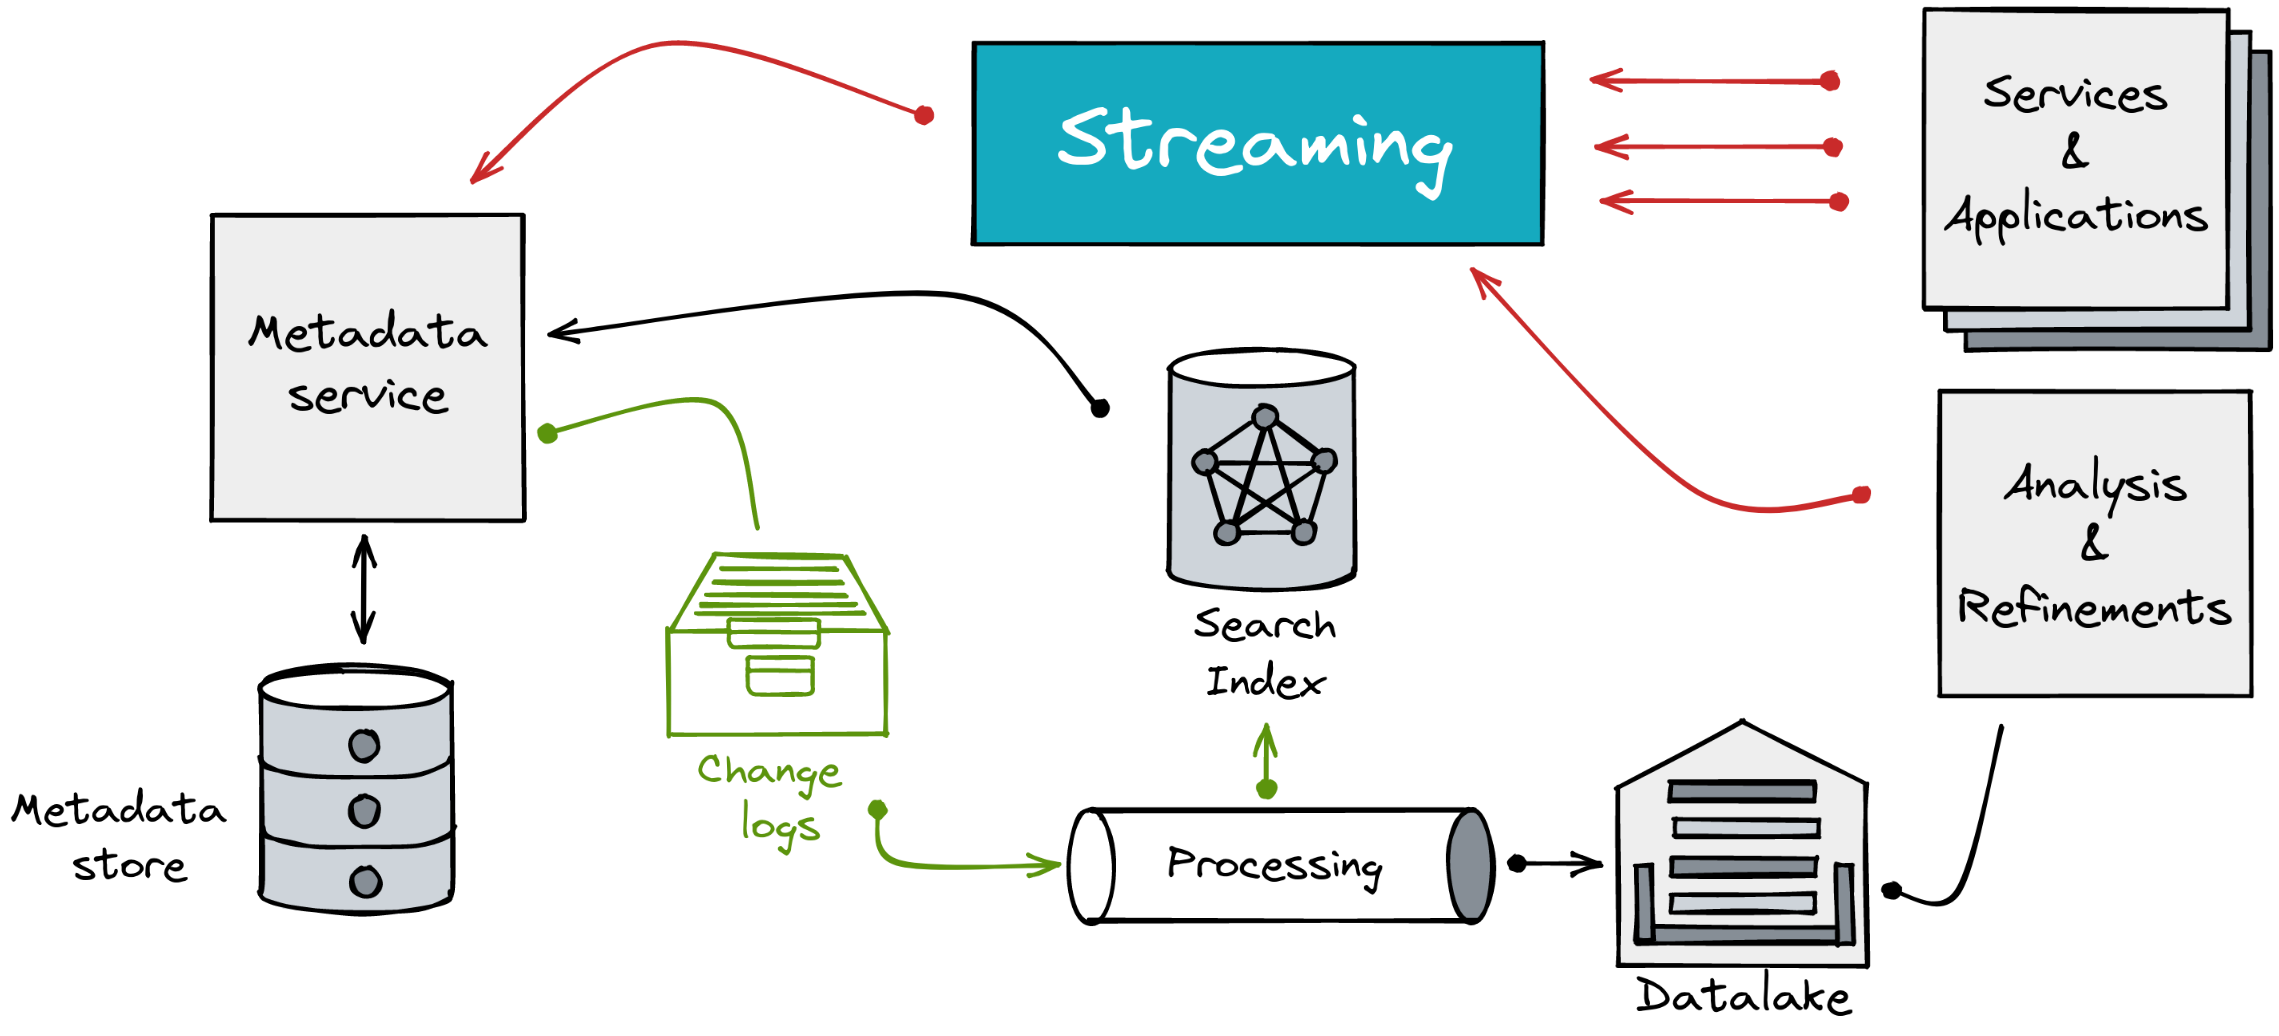 Streaming
Services
&
Applications
Metadata
service
Analysis
&
Refinements
Search
Index
Change
logs
Metadata
store
Processing
Datalake